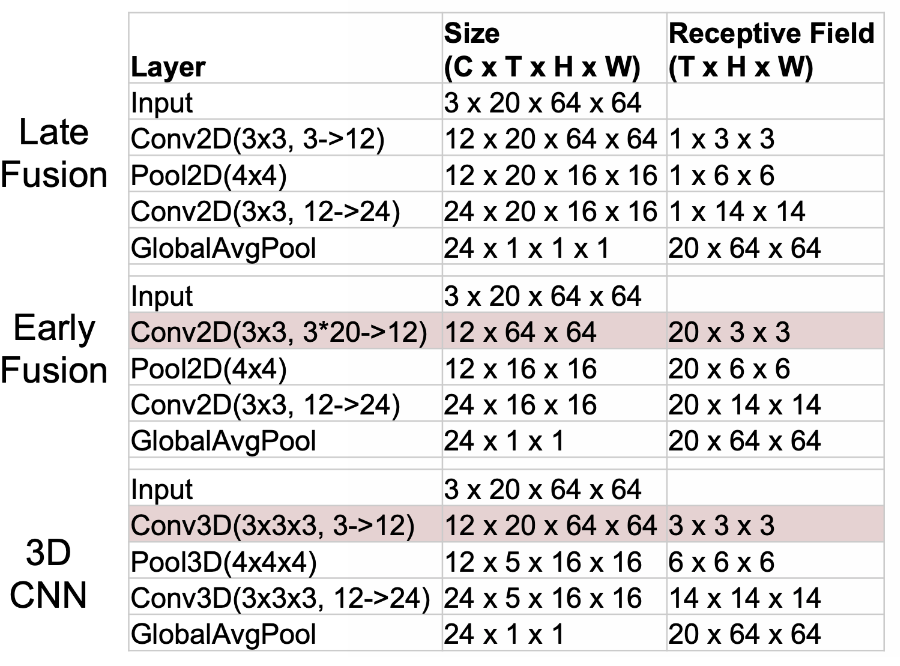 Layer Size (C x T x H x W) Receptive Field (T x H x W)
Late Fusion
Input 3 x 20 x 64 x 64
Conv2D(3x3, 3->12) 12 x 20 x 64 x 64 1 x 3 x 3
Pool2D(4x4) 12 x 20 x 16 x 16 1 x 6 x 6
Conv2D(3x3, 12->24) 24 x 20 x 16 x 16 1 x 14 x 14
GlobalAvgPool 24 x 1 x 1 x 1 20 x 64 x 64
Early Fusion
Input 3 x 20 x 64 x 64
Conv2D(3x3, 3*20->12) 12 x 64 x 64 20 x 3 x 3
Pool2D(4x4) 12 x 16 x 16 20 x 6 x 6
Conv2D(3x3, 12->24) 24 x 16 x 16 20 x 14 x 14
GlobalAvgPool 24 x 1 x 1 20 x 64 x 64
3D CNN
Input 3 x 20 x 64 x 64
Conv3D(3x3x3, 3->12) 12 x 20 x 64 x 64 3 x 3 x 3
Pool3D(4x4x4) 12 x 5 x 16 x 16 6 x 6 x 6
Conv3D(3x3x3, 12->24) 24 x 5 x 16 x 16 14 x 14 x 14
GlobalAvgPool 24 x 1 x 1 20 x 64 x 64